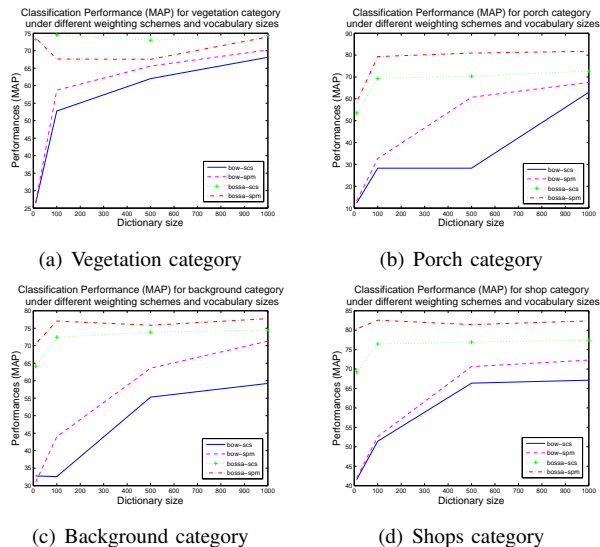 Classification Performance (MAP) for vegetation category
under different weighting schemes and vocabulary sizes
75
70
65
60
55
50
45
40
35
30
25
Performances (MAP)
0 100 200 300 400 500 600 700 800 900 1000
Dictionary size
bow-scs
bow-spm
bossa-scs
bossa-spm
(a) Vegetation category
Classification Performance (MAP) for porch category
under different weighting schemes and vocabulary sizes
90
80
70
60
50
40
30
20
10
Performances (MAP)
0 100 200 300 400 500 600 700 800 900 1000
Dictionary size
bow-scs
bow-spm
bossa-scs
bossa-spm
(b) Porch category
Classification Performance (MAP) for background category
under different weighting schemes and vocabulary sizes
80
75
70
65
60
55
50
45
40
35
30
Performances (MAP)
0 100 200 300 400 500 600 700 800 900 1000
Dictionary size
bow-scs
bow-spm
bossa-scs
bossa-spm
(c) Background category
Classification Performance (MAP) for shop category
under different weighting schemes and vocabulary sizes
85
80
75
70
65
60
55
50
45
40
Performances (MAP)
0 100 200 300 400 500 600 700 800 900 1000
Dictionary size
bow-scs
bow-spm
bossa-scs
bossa-spm
(d) Shops category